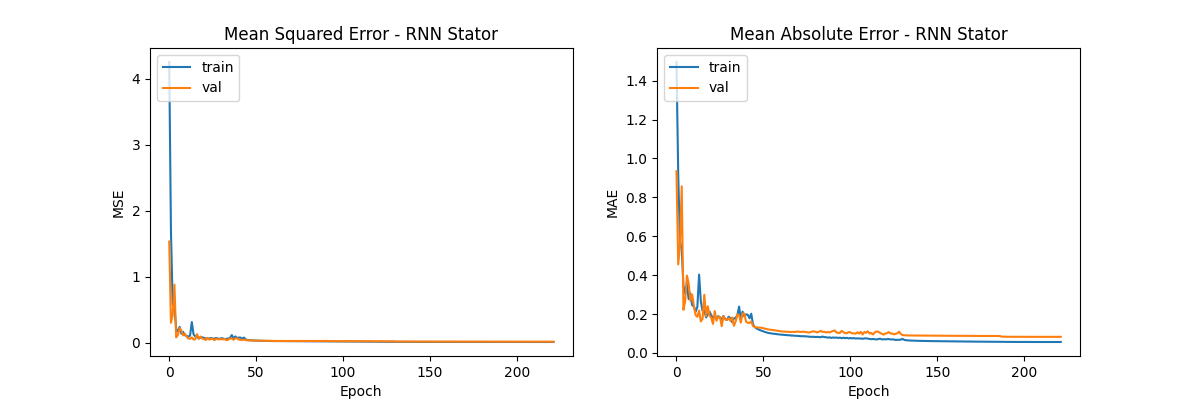 Mean Squared Error - RNN Stator
train
val
MSE
4
3
2
1
0
0 50 100 150 200
Epoch
Mean Absolute Error - RNN Stator
train
val
MAE
1.4
1.2
1.0
0.8
0.6
0.4
0.2
0.0
0 50 100 150 200
Epoch